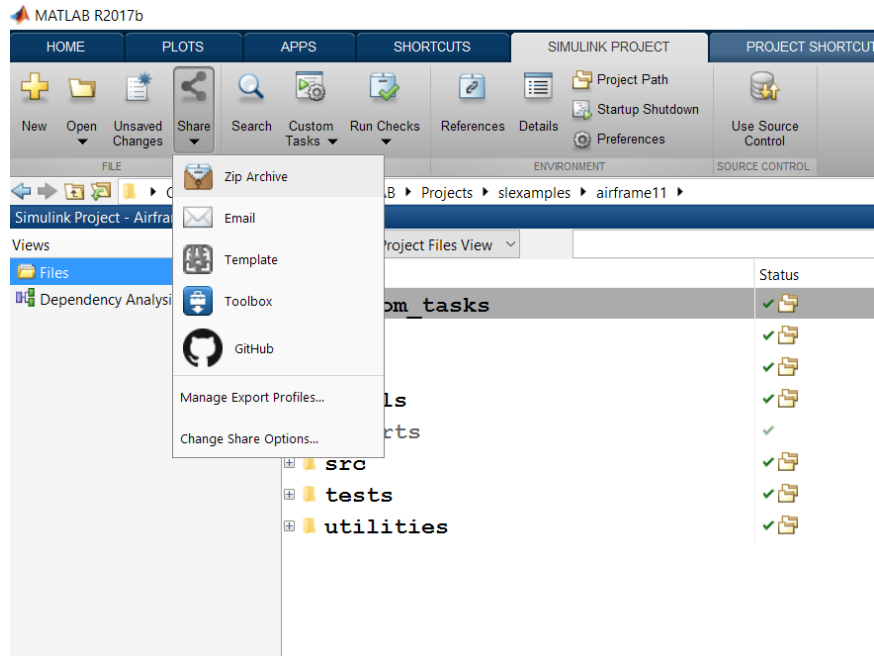 MATLAB R2017b
HOME PLOTS APPS SHORTCUTS SIMULINK PROJECT PROJECT SHORTCUT
New Open Unsaved Changes Share Search Custom Tasks Run Checks References Details Project Path Startup Shutdown Preferences Use Source Control
FILE ENVIRONMENT SOURCE CONTROL
Projects slexamples airframe11
Simulink Project - Airfra
Views Project Files View
Files
Status
Dependency Analysi
Zip Archive
Email
Template
Toolbox
GitHub
Manage Export Profiles...
Change Share Options...
om_tasks
ls
rts
src
tests
utilities